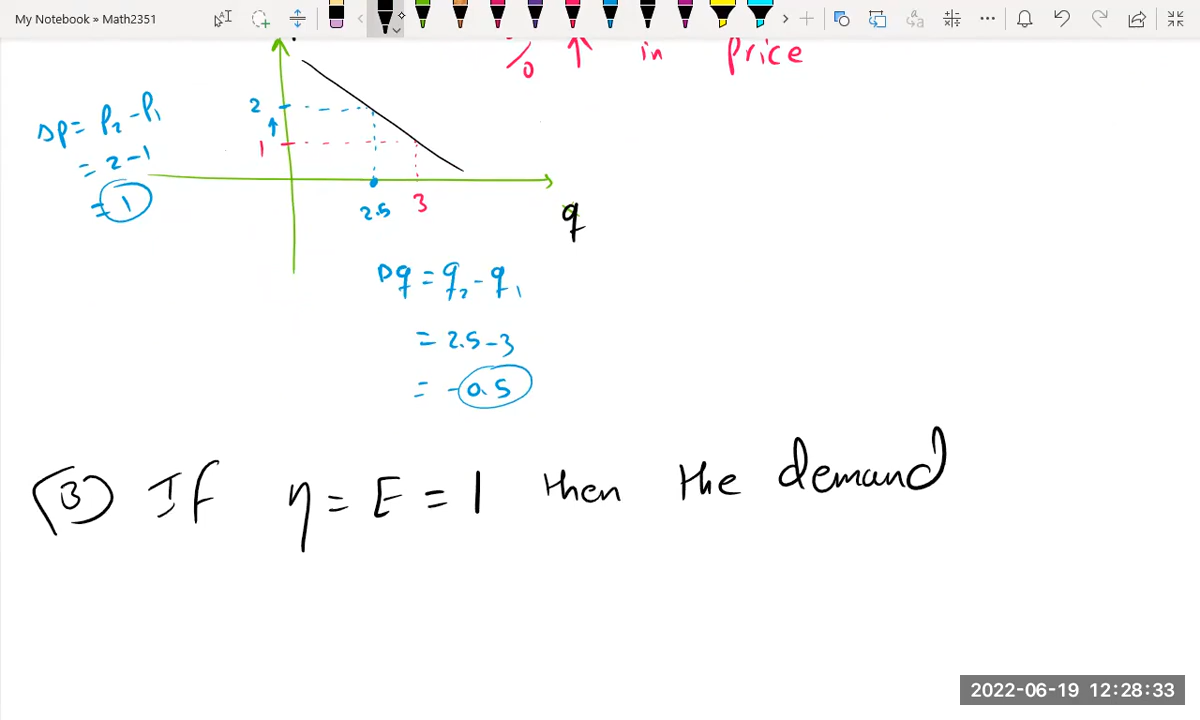 My Notebook » Math2351
% ↑ in Price
Δp = P₂ - P₁
= 2 - 1
= 1
2
1
2.5 3
q
Δq = q₂ - q₁
= 2.5 - 3
= -0.5
(3) If η = E = 1 then the demand
2022-06-19 12:28:33